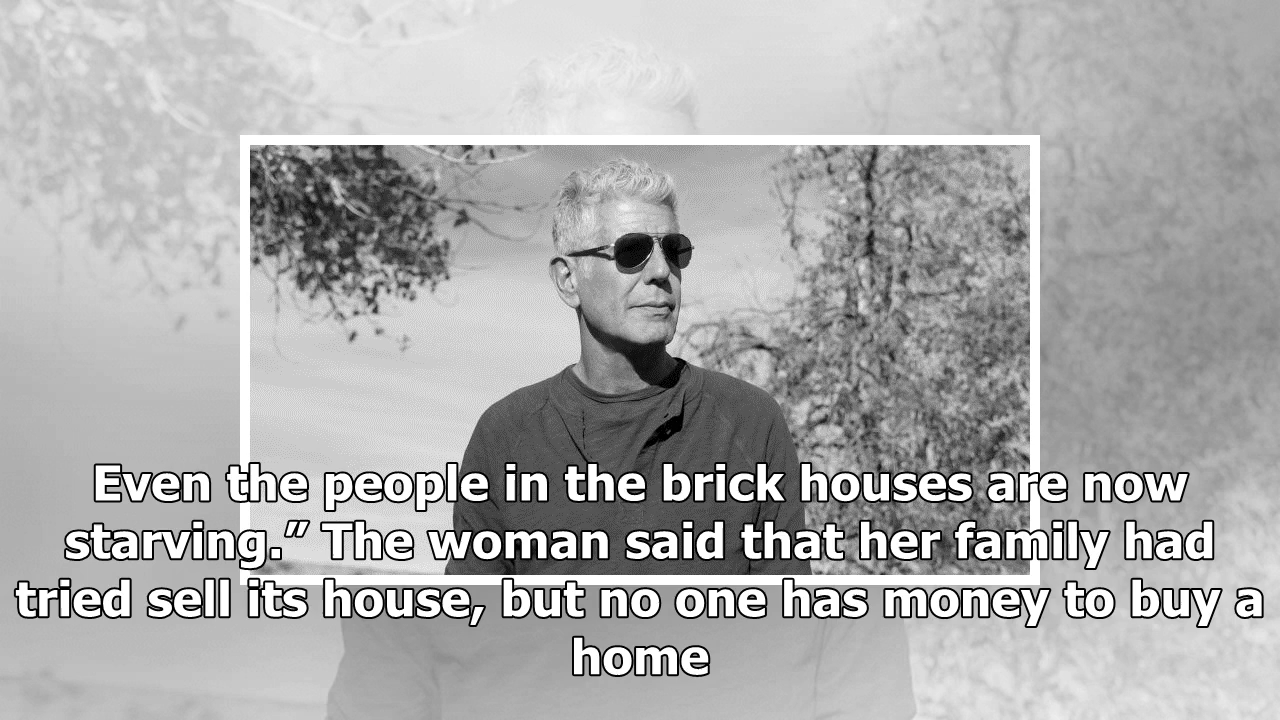 Even the people in the brick houses are now
starving.” The woman said that her family had
tried sell its house, but no one has money to buy a
home